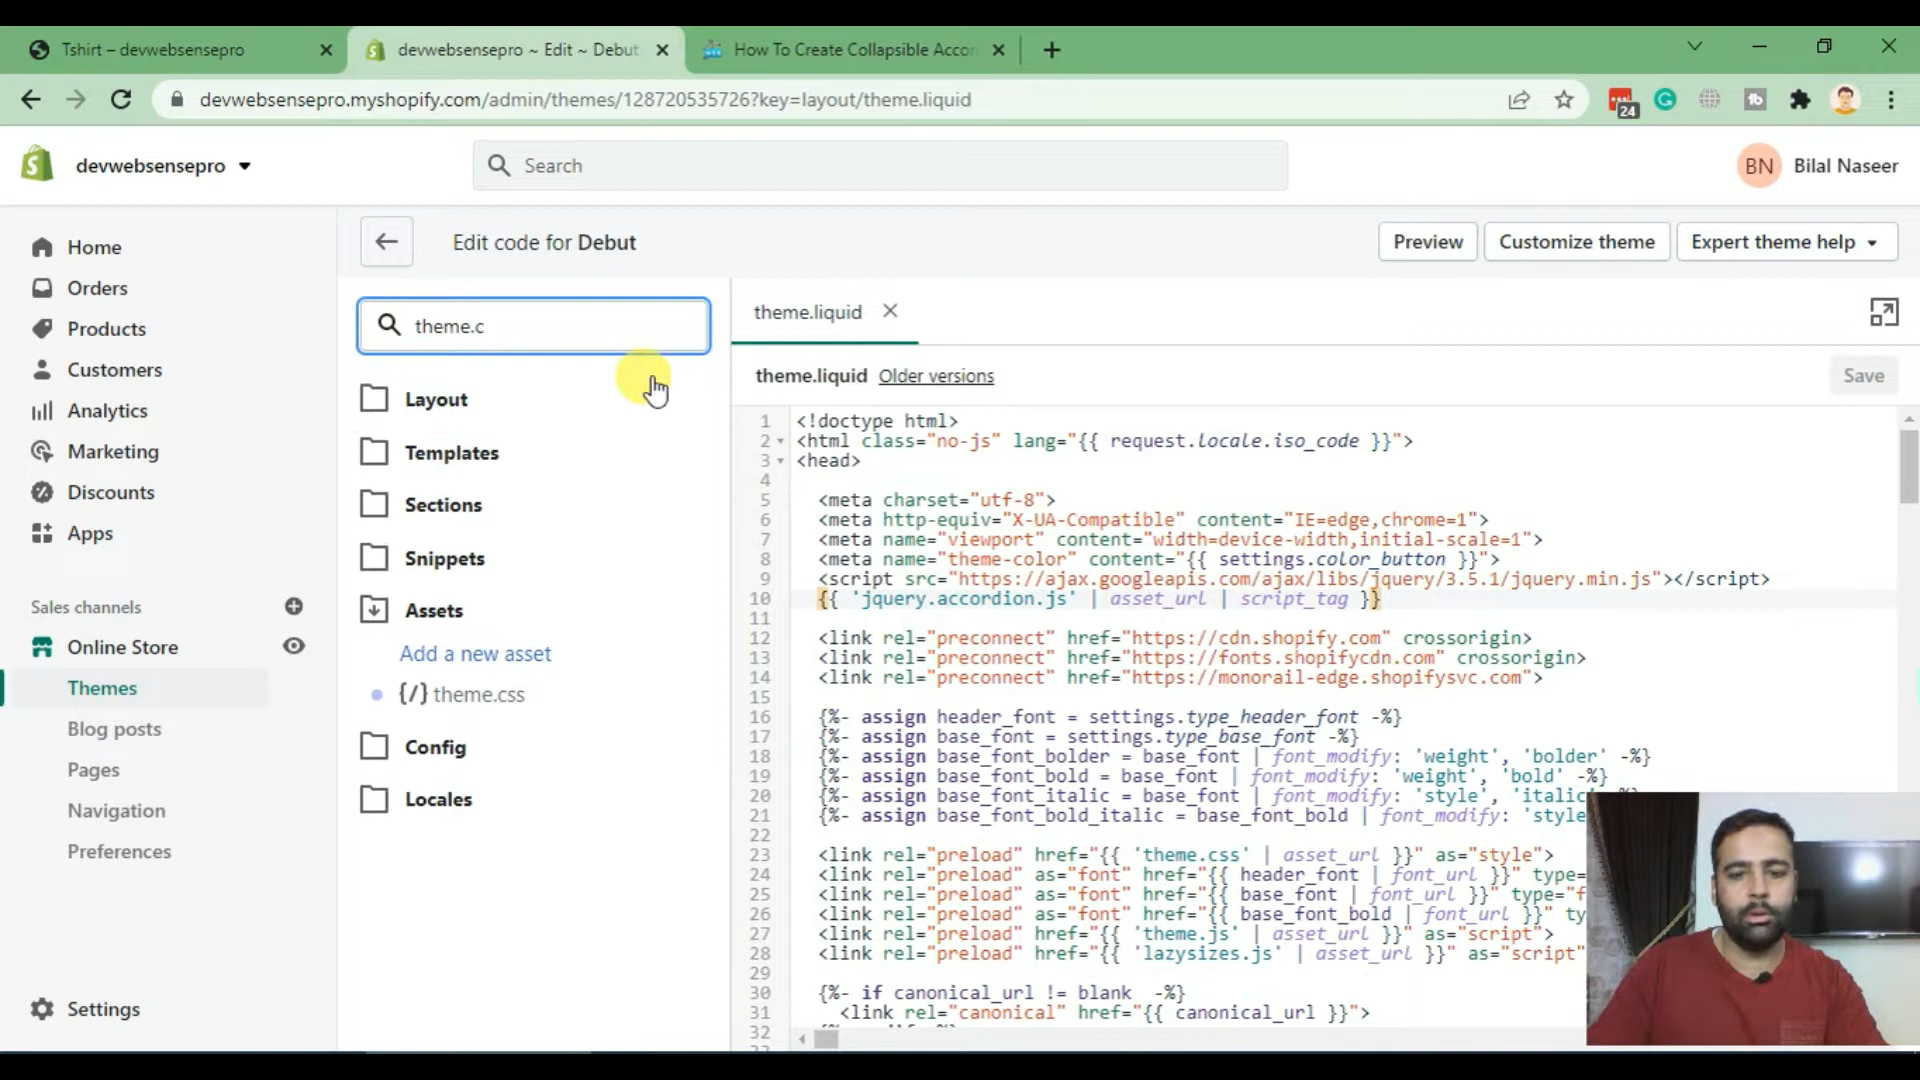 Tshirt – devwebsensepro
devwebsensepro ~ Edit ~ Debut
How To Create Collapsible Accor
devwebsensepro.myshopify.com/admin/themes/128720535726?key=layout/theme.liquid
24
devwebsensepro
Search
BN
Bilal Naseer
Home
Orders
Products
Customers
Analytics
Marketing
Discounts
Apps
Sales channels
Online Store
Themes
Blog posts
Pages
Navigation
Preferences
Settings
Edit code for Debut
Preview
Customize theme
Expert theme help
theme.c
Layout
Templates
Sections
Snippets
Assets
Add a new asset
{/} theme.css
Config
Locales
theme.liquid
theme.liquid Older versions
Save
1 <!doctype html>
2 <html class="no-js" lang="{{ request.locale.iso_code }}">
3 <head>
4
5 <meta charset="utf-8">
6 <meta http-equiv="X-UA-Compatible" content="IE=edge,chrome=1">
7 <meta name="viewport" content="width=device-width,initial-scale=1">
8 <meta name="theme-color" content="{{ settings.color_button }}">
9 <script src="https://ajax.googleapis.com/ajax/libs/jquery/3.5.1/jquery.min.js"></script>
10 {{ 'jquery.accordion.js' | asset_url | script_tag }}
11
12 <link rel="preconnect" href="https://cdn.shopify.com" crossorigin>
13 <link rel="preconnect" href="https://fonts.shopifycdn.com" crossorigin>
14 <link rel="preconnect" href="https://monorail-edge.shopifysvc.com">
15
16 {%- assign header_font = settings.type_header_font -%}
17 {%- assign base_font = settings.type_base_font -%}
18 {%- assign base_font_bolder = base_font | font_modify: 'weight', 'bolder' -%}
19 {%- assign base_font_bold = base_font | font_modify: 'weight', 'bold' -%}
20 {%- assign base_font_italic = base_font | font_modify: 'style', 'italic'
21 {%- assign base_font_bold_italic = base_font_bold | font_modify: 'style
22
23 <link rel="preload" href="{{ 'theme.css' | asset_url }}" as="style">
24 <link rel="preload" as="font" href="{{ header_font | font_url }}" type=
25 <link rel="preload" as="font" href="{{ base_font | font_url }}" type="f
26 <link rel="preload" as="font" href="{{ base_font_bold | font_url }}" ty
27 <link rel="preload" href="{{ 'theme.js' | asset_url }}" as="script">
28 <link rel="preload" href="{{ 'lazysizes.js' | asset_url }}" as="script"
29
30 {%- if canonical_url != blank -%}
31 <link rel="canonical" href="{{ canonical_url }}">
32